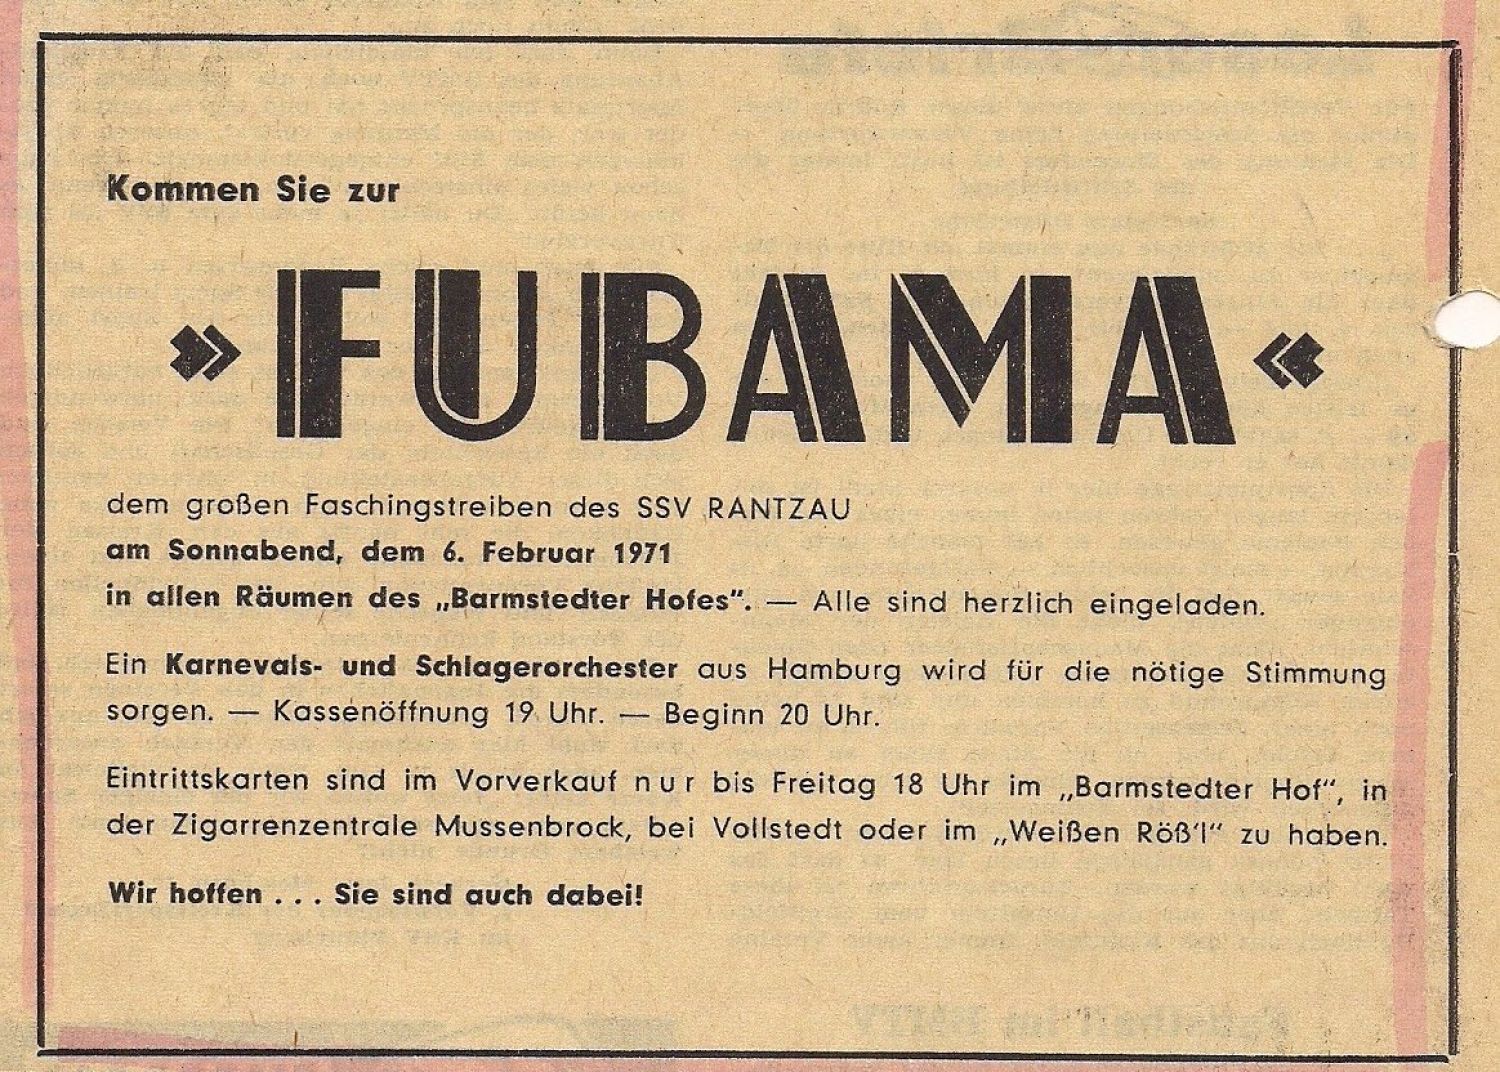 Kommen Sie zur
»FUBAMA«
dem großen Faschingstreiben des SSV RANTZAU
am Sonnabend, dem 6. Februar 1971
in allen Räumen des „Barmstedter Hofes“. — Alle sind herzlich eingeladen.
Ein Karnevals- und Schlagerorchester aus Hamburg wird für die nötige Stimmung
sorgen. — Kassenöffnung 19 Uhr. — Beginn 20 Uhr.
Eintrittskarten sind im Vorverkauf nur bis Freitag 18 Uhr im „Barmstedter Hof“, in
der Zigarrenzentrale Mussenbrock, bei Vollstedt oder im „Weißen Röß'l“ zu haben.
Wir hoffen . . . Sie sind auch dabei!